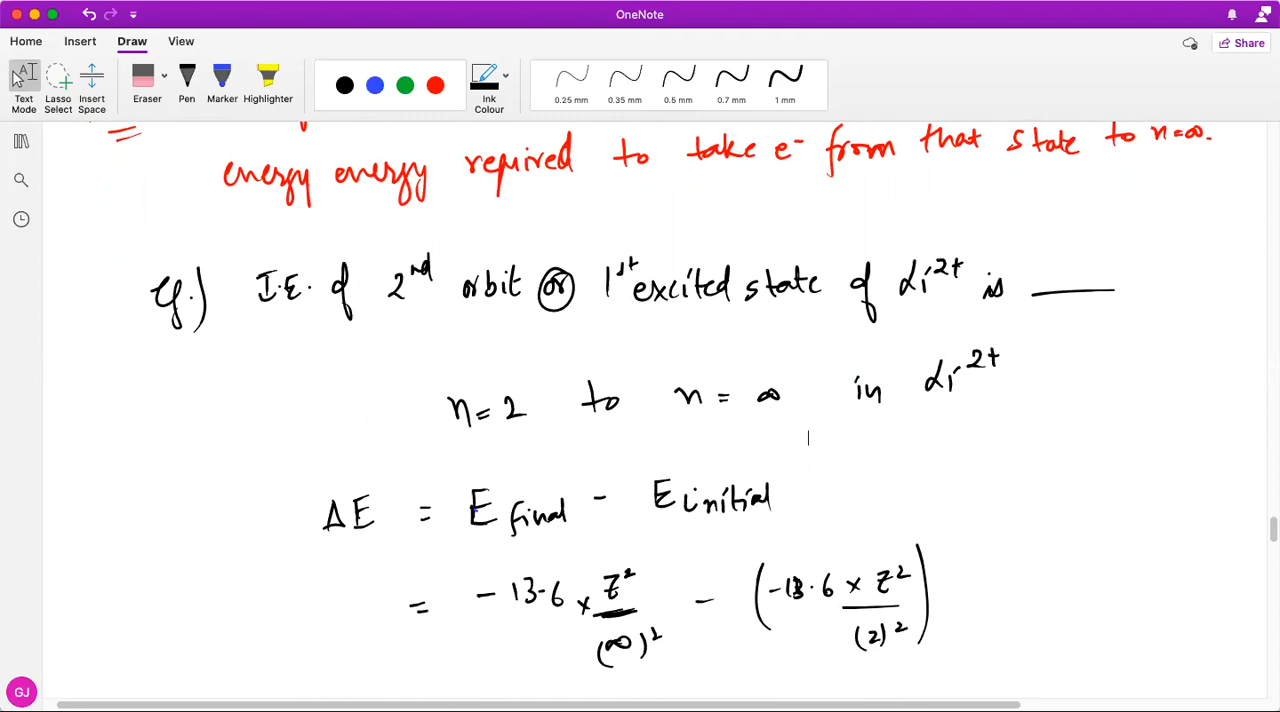 OneNote
Home Insert Draw View
Share
Text Mode
Lasso Select
Insert Space
Eraser
Pen
Marker
Highlighter
Ink Colour
0.25 mm 0.35 mm 0.5 mm 0.7 mm 1 mm
energy energy required to take e- from that state to n=∞.
eg.) I.E. of 2nd orbit or 1st excited state of Li2+ is ____
n=2 to n=∞ in Li2+
ΔE = E final - E initial
= -13.6 × Z²/(∞)² - (-13.6 × Z²/(2)²)
GJ